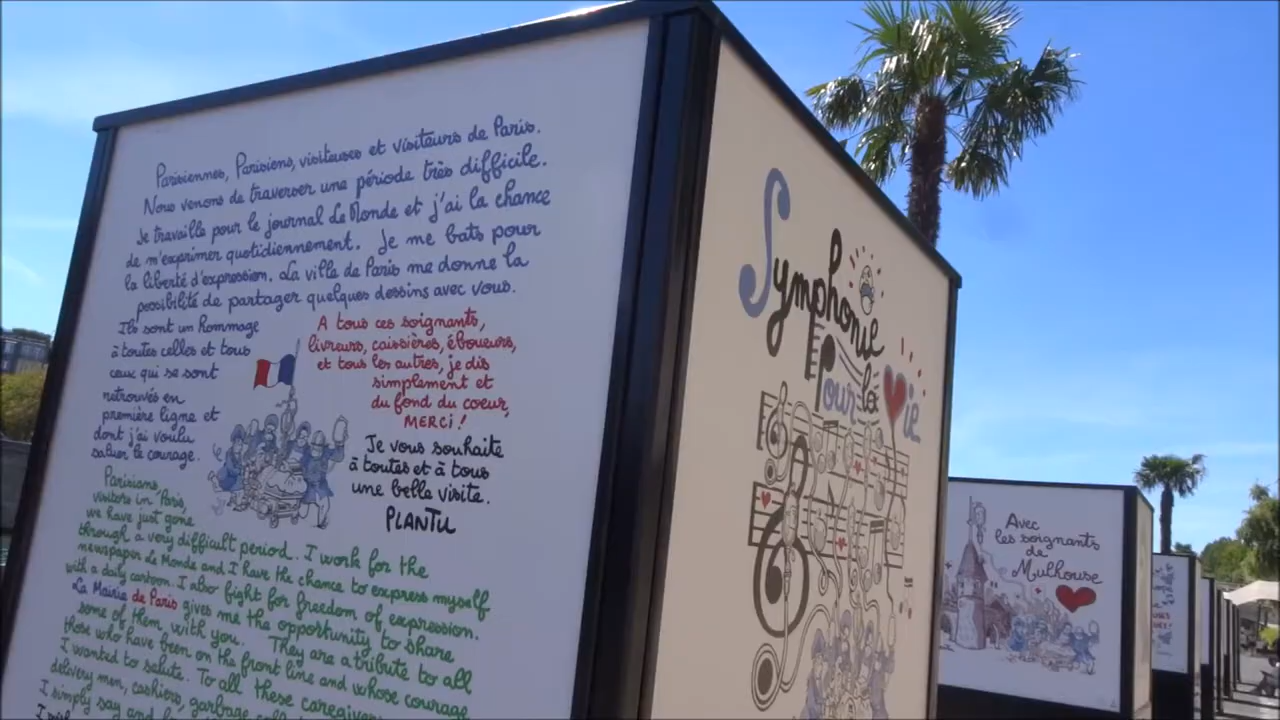 Parisiennes, Parisiens, visiteuses et visiteurs de Paris.
Nous venons de traverser une période très difficile.
Je travaille pour le journal Le Monde et j'ai la chance
de m'exprimer quotidiennement. Je me bats pour
la liberté d'expression. La ville de Paris me donne la
possibilité de partager quelques dessins avec vous.
Ils sont un hommage
à toutes celles et tous
ceux qui se sont
retrouvés en
première ligne et
dont j'ai voulu
saluer le courage.
A tous ces soignants,
livreurs, caissières, éboueurs,
et tous les autres, je dis
simplement et
du fond du coeur,
MERCI !
Je vous souhaite
à toutes et à tous
une belle visite.
PLANTU
Parisians,
visitors in Paris,
we have just gone
through a very difficult period. I work for the
newspaper Le Monde and I have the chance to express myself
with a daily cartoon. I also fight for freedom of expression.
La Mairie de Paris gives me the opportunity to share
some of them with you. They are a tribute to all
those who have been on the front line and whose courage
I wanted to salute. To all these caregivers
delivery men, cashiers, garbage
I simply say and
Symphonie
Pour la Vie
Avec
les soignants
de
Mulhouse